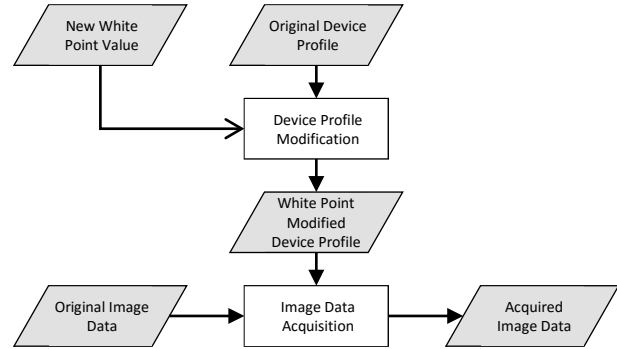 New White
Point Value
Original Device
Profile
Device Profile
Modification
White Point
Modified
Device Profile
Original Image
Data
Image Data
Acquisition
Acquired
Image Data